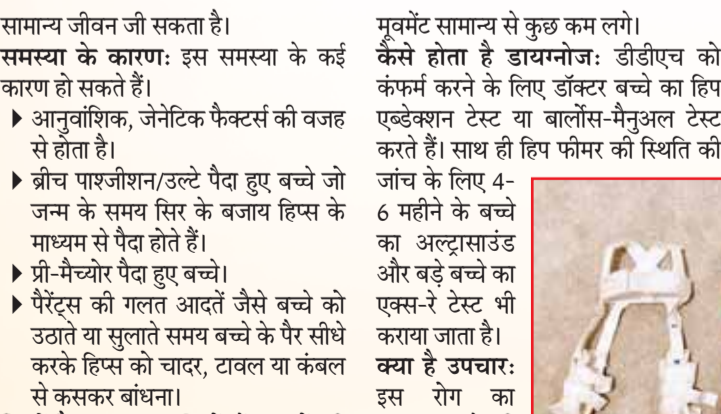 सामान्य जीवन जी सकता है।
समस्या के कारणः इस समस्या के कई
कारण हो सकते हैं।
▶ आनुवांशिक, जेनेटिक फैक्टर्स की वजह
से होता है।
▶ ब्रीच पाश्जीशन/उल्टे पैदा हुए बच्चे जो
जन्म के समय सिर के बजाय हिप्स के
माध्यम से पैदा होते हैं।
▶ प्री-मैच्योर पैदा हुए बच्चे।
▶ पैरेंट्स की गलत आदतें जैसे बच्चे को
उठाते या सुलाते समय बच्चे के पैर सीधे
करके हिप्स को चादर, टावल या कंबल
से कसकर बांधना।
मूवमेंट सामान्य से कुछ कम लगे।
कैसे होता है डायग्नोजः डीडीएच को
कंफर्म करने के लिए डॉक्टर बच्चे का हिप
एब्डेक्शन टेस्ट या बार्लोस-मैनुअल टेस्ट
करते हैं। साथ ही हिप फीमर की स्थिति की
जांच के लिए 4-
6 महीने के बच्चे
का अल्ट्रासाउंड
और बड़े बच्चे का
एक्स-रे टेस्ट भी
कराया जाता है।
क्या है उपचारः
इस रोग का